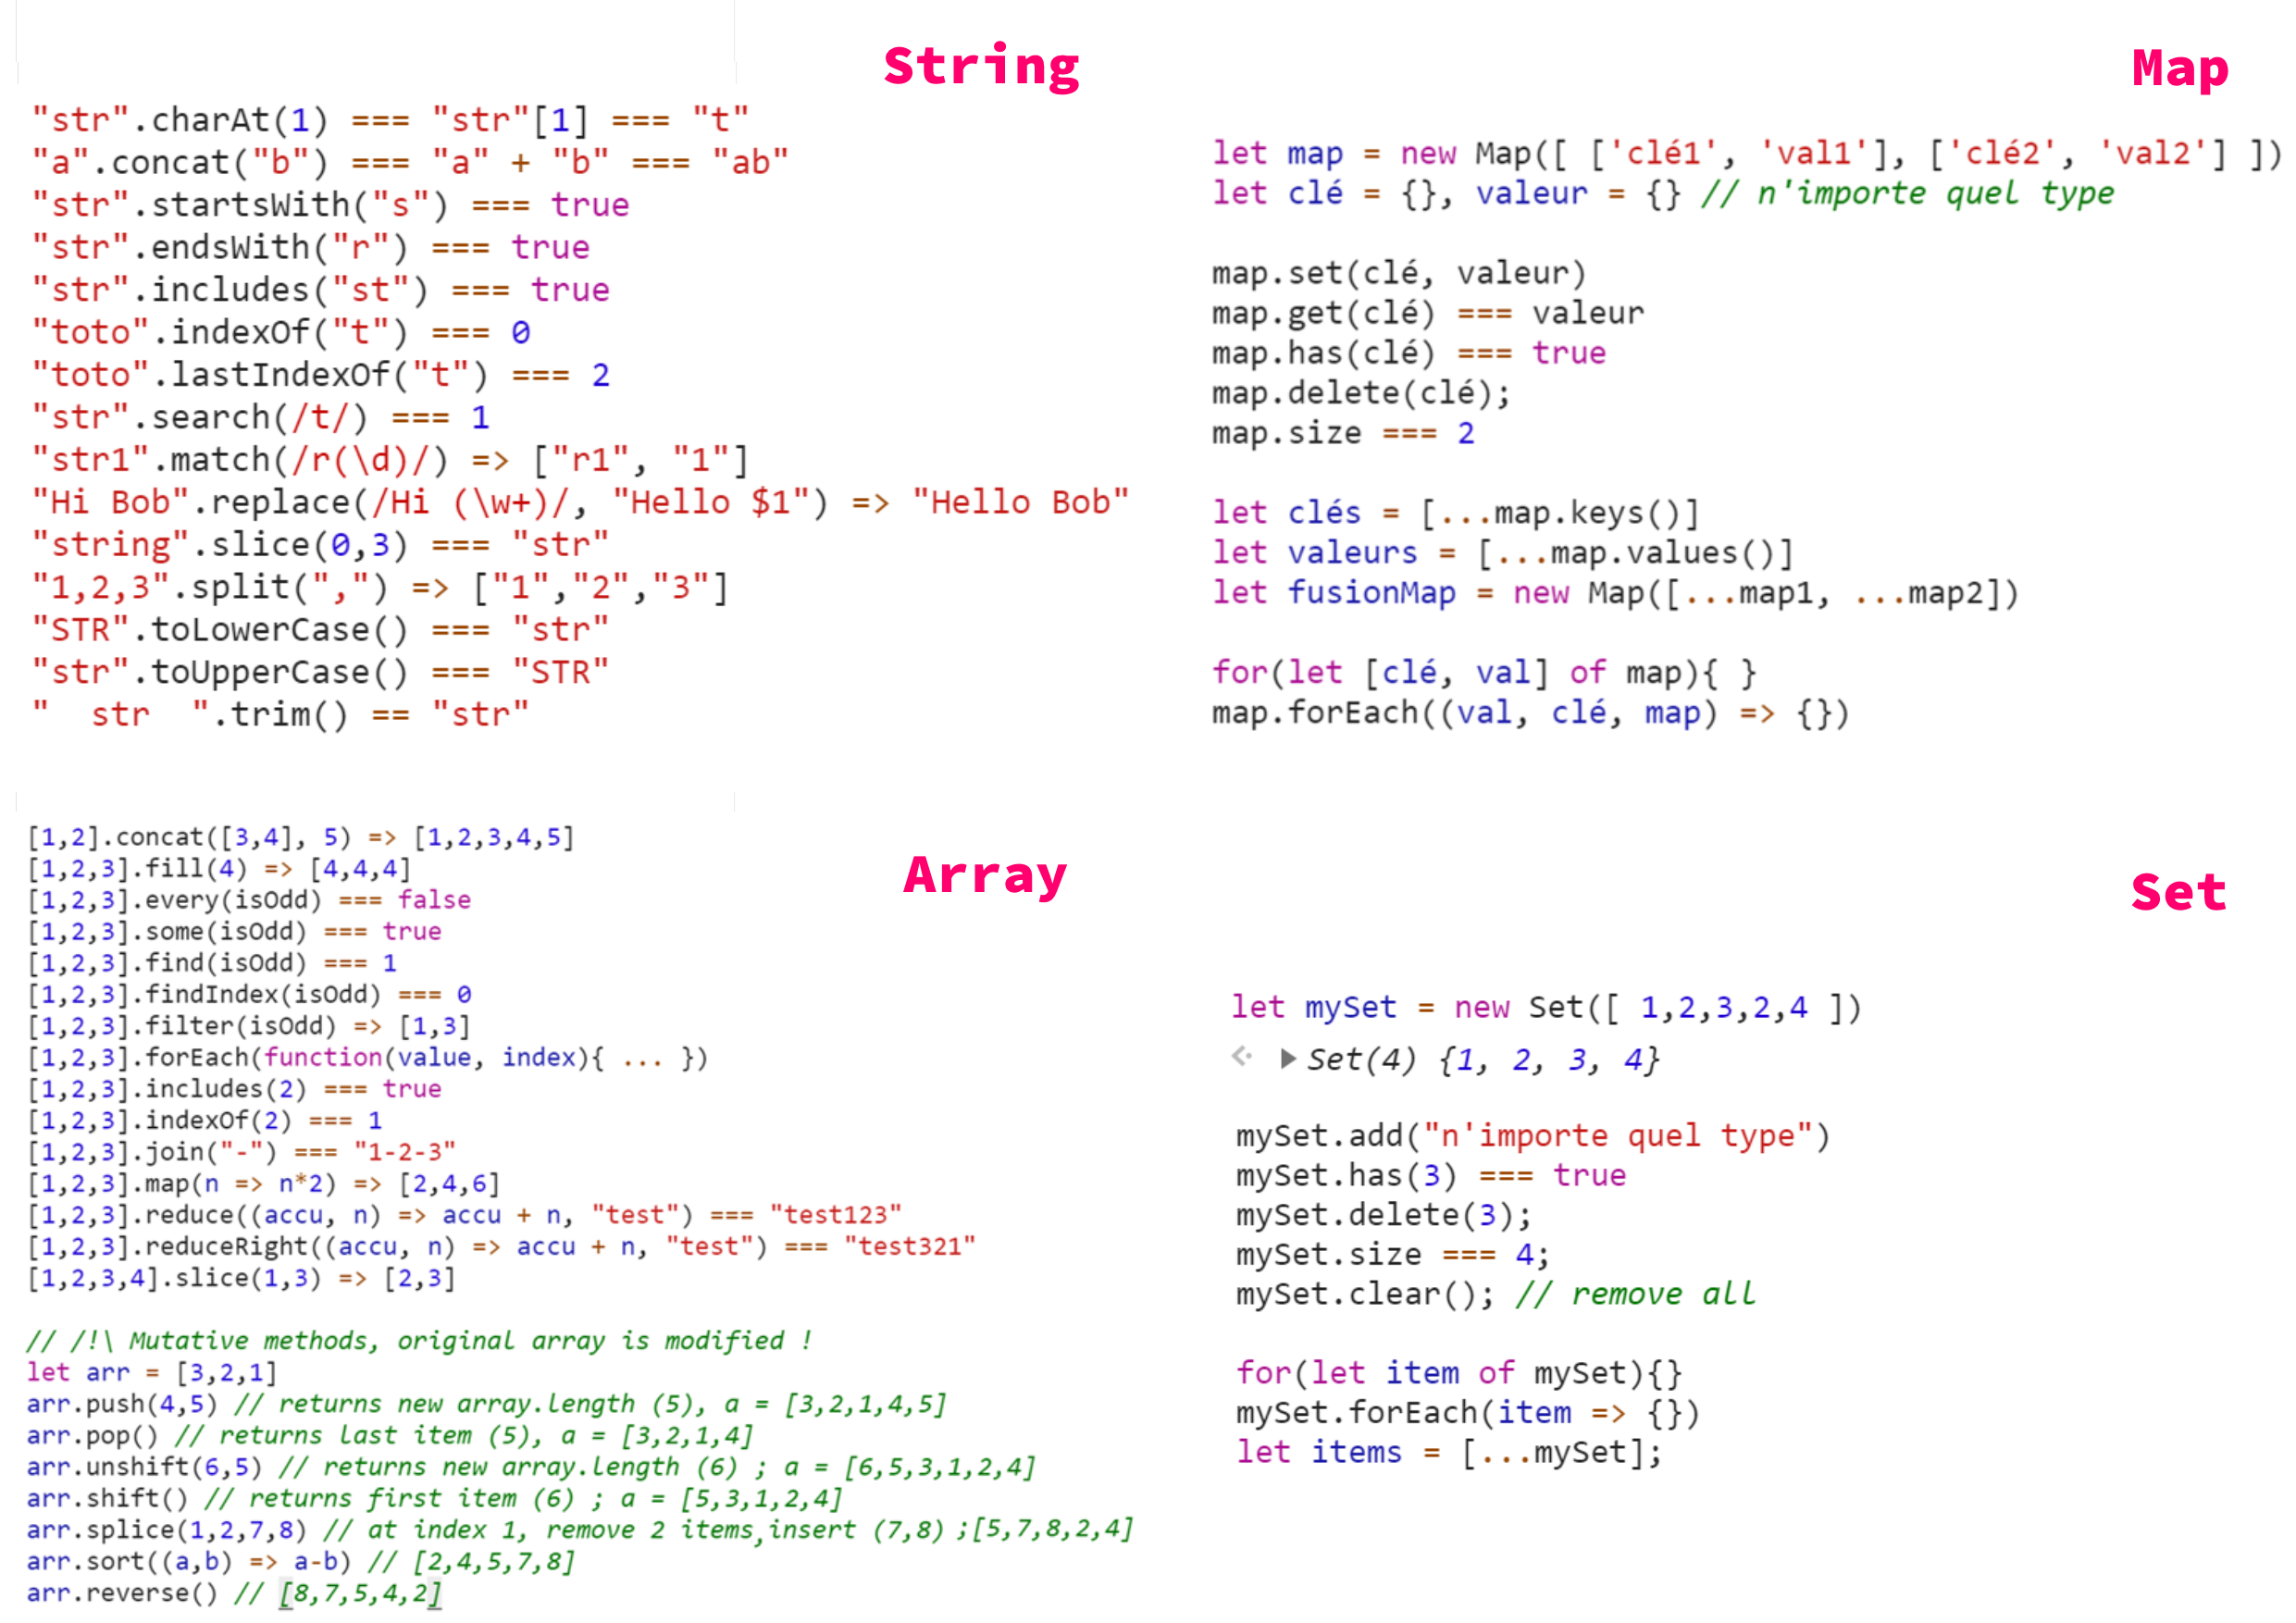 String
"str".charAt(1) === "str"[1] === "t"
"a".concat("b") === "a" + "b" === "ab"
"str".startsWith("s") === true
"str".endsWith("r") === true
"str".includes("st") === true
"toto".indexOf("t") === 0
"toto".lastIndexOf("t") === 2
"str".search(/t/) === 1
"str1".match(/r(\d)/) => ["r1", "1"]
"Hi Bob".replace(/Hi (\w+)/, "Hello $1") => "Hello Bob"
"string".slice(0,3) === "str"
"1,2,3".split(",") => ["1","2","3"]
"STR".toLowerCase() === "str"
"str".toUpperCase() === "STR"
"  str  ".trim() == "str"
Map
let map = new Map([ ['clé1', 'val1'], ['clé2', 'val2'] ])
let clé = {}, valeur = {} // n'importe quel type
map.set(clé, valeur)
map.get(clé) === valeur
map.has(clé) === true
map.delete(clé);
map.size === 2
let clés = [...map.keys()]
let valeurs = [...map.values()]
let fusionMap = new Map([...map1, ...map2])
for(let [clé, val] of map){ }
map.forEach((val, clé, map) => {})
Array
[1,2].concat([3,4], 5) => [1,2,3,4,5]
[1,2,3].fill(4) => [4,4,4]
[1,2,3].every(isOdd) === false
[1,2,3].some(isOdd) === true
[1,2,3].find(isOdd) === 1
[1,2,3].findIndex(isOdd) === 0
[1,2,3].filter(isOdd) => [1,3]
[1,2,3].forEach(function(value, index){ ... })
[1,2,3].includes(2) === true
[1,2,3].indexOf(2) === 1
[1,2,3].join("-") === "1-2-3"
[1,2,3].map(n => n*2) => [2,4,6]
[1,2,3].reduce((accu, n) => accu + n, "test") === "test123"
[1,2,3].reduceRight((accu, n) => accu + n, "test") === "test321"
[1,2,3,4].slice(1,3) => [2,3]
// /!\ Mutative methods, original array is modified !
let arr = [3,2,1]
arr.push(4,5) // returns new array.length (5), a = [3,2,1,4,5]
arr.pop() // returns last item (5), a = [3,2,1,4]
arr.unshift(6,5) // returns new array.length (6) ; a = [6,5,3,1,2,4]
arr.shift() // returns first item (6) ; a = [5,3,1,2,4]
arr.splice(1,2,7,8) // at index 1, remove 2 items,insert (7,8) ;[5,7,8,2,4]
arr.sort((a,b) => a-b) // [2,4,5,7,8]
arr.reverse() // [8,7,5,4,2]
Set
let mySet = new Set([ 1,2,3,2,4 ])
Set(4) {1, 2, 3, 4}
mySet.add("n'importe quel type")
mySet.has(3) === true
mySet.delete(3);
mySet.size === 4;
mySet.clear(); // remove all
for(let item of mySet){}
mySet.forEach(item => {})
let items = [...mySet];